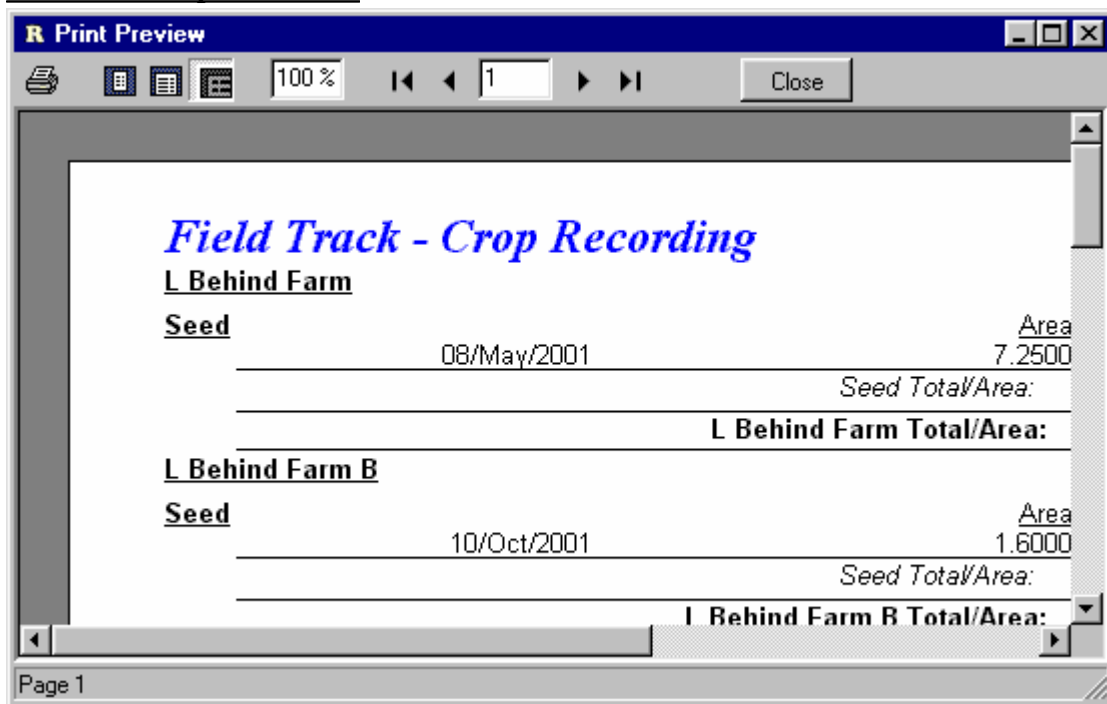 R Print Preview
100 % 1 Close
Field Track - Crop Recording
L Behind Farm
Seed Area
08/May/2001 7.2500
Seed Total/Area:
L Behind Farm Total/Area:
L Behind Farm B
Seed Area
10/Oct/2001 1.6000
Seed Total/Area:
L Behind Farm B Total/Area:
Page 1